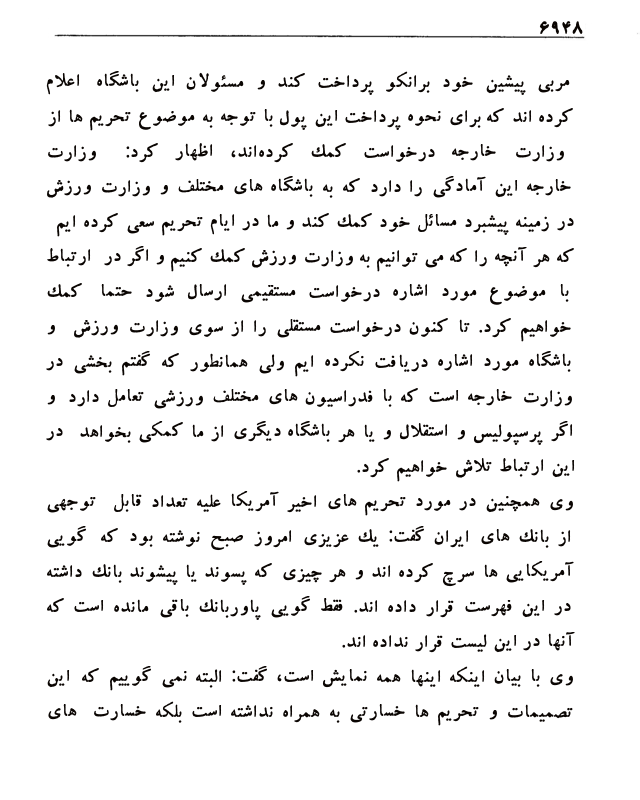 ۶۹۴۸
مربی پیشین خود برانکو پرداخت کند و مسئولان این باشگاه اعلام
کرده اند که برای نحوه پرداخت این پول با توجه به موضوع تحریم ها از
وزارت خارجه درخواست کمك کرده‌اند، اظهار کرد: وزارت
خارجه این آمادگی را دارد که به باشگاه های مختلف و وزارت ورزش
در زمینه پیشبرد مسائل خود کمك کند و ما در ایام تحریم سعی کرده ایم
که هر آنچه را که می توانیم به وزارت ورزش کمك کنیم و اگر در ارتباط
با موضوع مورد اشاره درخواست مستقیمی ارسال شود حتما کمك
خواهیم کرد. تا کنون درخواست مستقلی را از سوی وزارت ورزش و
باشگاه مورد اشاره دریافت نکرده ایم ولی همانطور که گفتم بخشی در
وزارت خارجه است که با فدراسیون های مختلف ورزشی تعامل دارد و
اگر پرسپولیس و استقلال و یا هر باشگاه دیگری از ما کمکی بخواهد در
این ارتباط تلاش خواهیم کرد.
وی همچنین در مورد تحریم های اخیر آمریکا علیه تعداد قابل توجهی
از بانك های ایران گفت: یك عزیزی امروز صبح نوشته بود که گویی
آمریکایی ها سرچ کرده اند و هر چیزی که پسوند یا پیشوند بانك داشته
در این فهرست قرار داده اند. فقط گویی پاوربانك باقی مانده است که
آنها در این لیست قرار نداده اند.
وی با بیان اینکه اینها همه نمایش است، گفت: البته نمی گوییم که این
تصمیمات و تحریم ها خسارتی به همراه نداشته است بلکه خسارت های